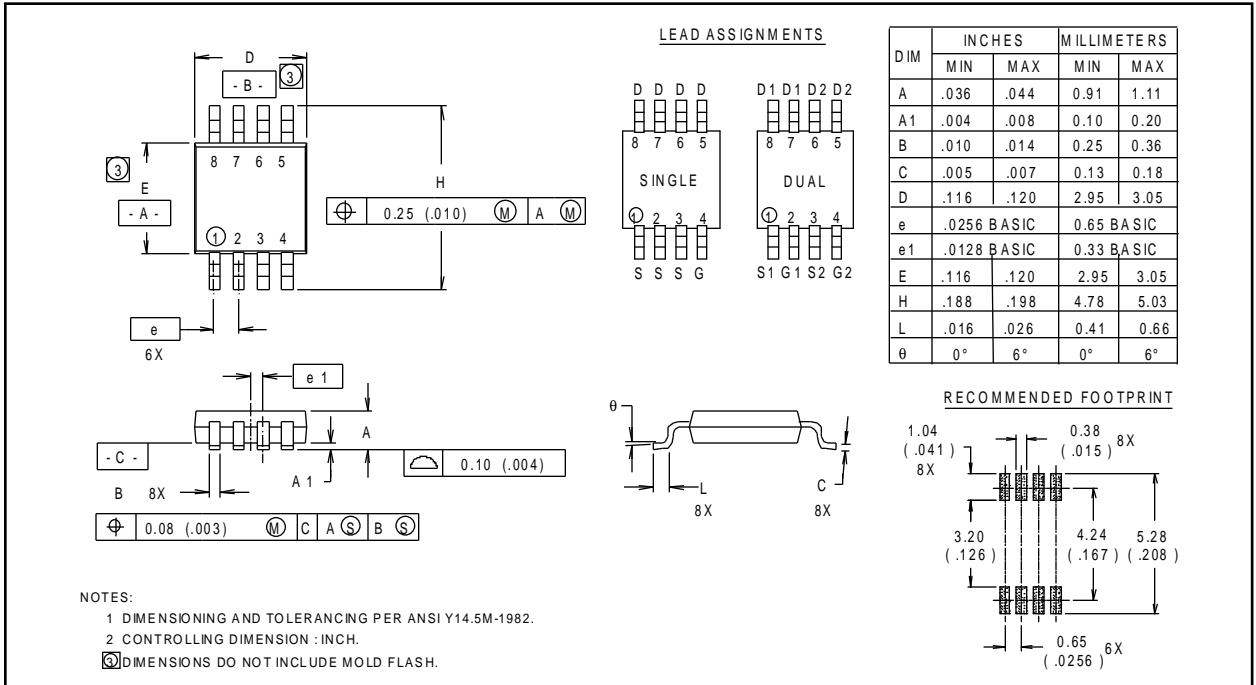 D
- B -
3
8 7 6 5
3
E
- A -
H
0.25 (.010) M A M
1 2 3 4
e
6X
e 1
A
- C -
A 1
0.10 (.004)
B 8X
0.08 (.003) M C A S B S
NOTES:
1 DIMENSIONING AND TOLERANCING PER ANSI Y14.5M-1982.
2 CONTROLLING DIMENSION : INCH.
3 DIMENSIONS DO NOT INCLUDE MOLD FLASH.
LEAD ASSIGNMENTS
D D D D
8 7 6 5
SINGLE
1 2 3 4
S S S G
D1 D1 D2 D2
8 7 6 5
DUAL
1 2 3 4
S1 G1 S2 G2
θ
L
8X
C
8X
DIM INCHES MILLIMETERS
MIN MAX MIN MAX
A .036 .044 0.91 1.11
A1 .004 .008 0.10 0.20
B .010 .014 0.25 0.36
C .005 .007 0.13 0.18
D .116 .120 2.95 3.05
e .0256 BASIC 0.65 BASIC
e1 .0128 BASIC 0.33 BASIC
E .116 .120 2.95 3.05
H .188 .198 4.78 5.03
L .016 .026 0.41 0.66
θ 0° 6° 0° 6°
RECOMMENDED FOOTPRINT
1.04
( .041 )
8X
0.38
( .015 )
8X
3.20
( .126 )
4.24
( .167 )
5.28
( .208 )
0.65
( .0256 )
6X